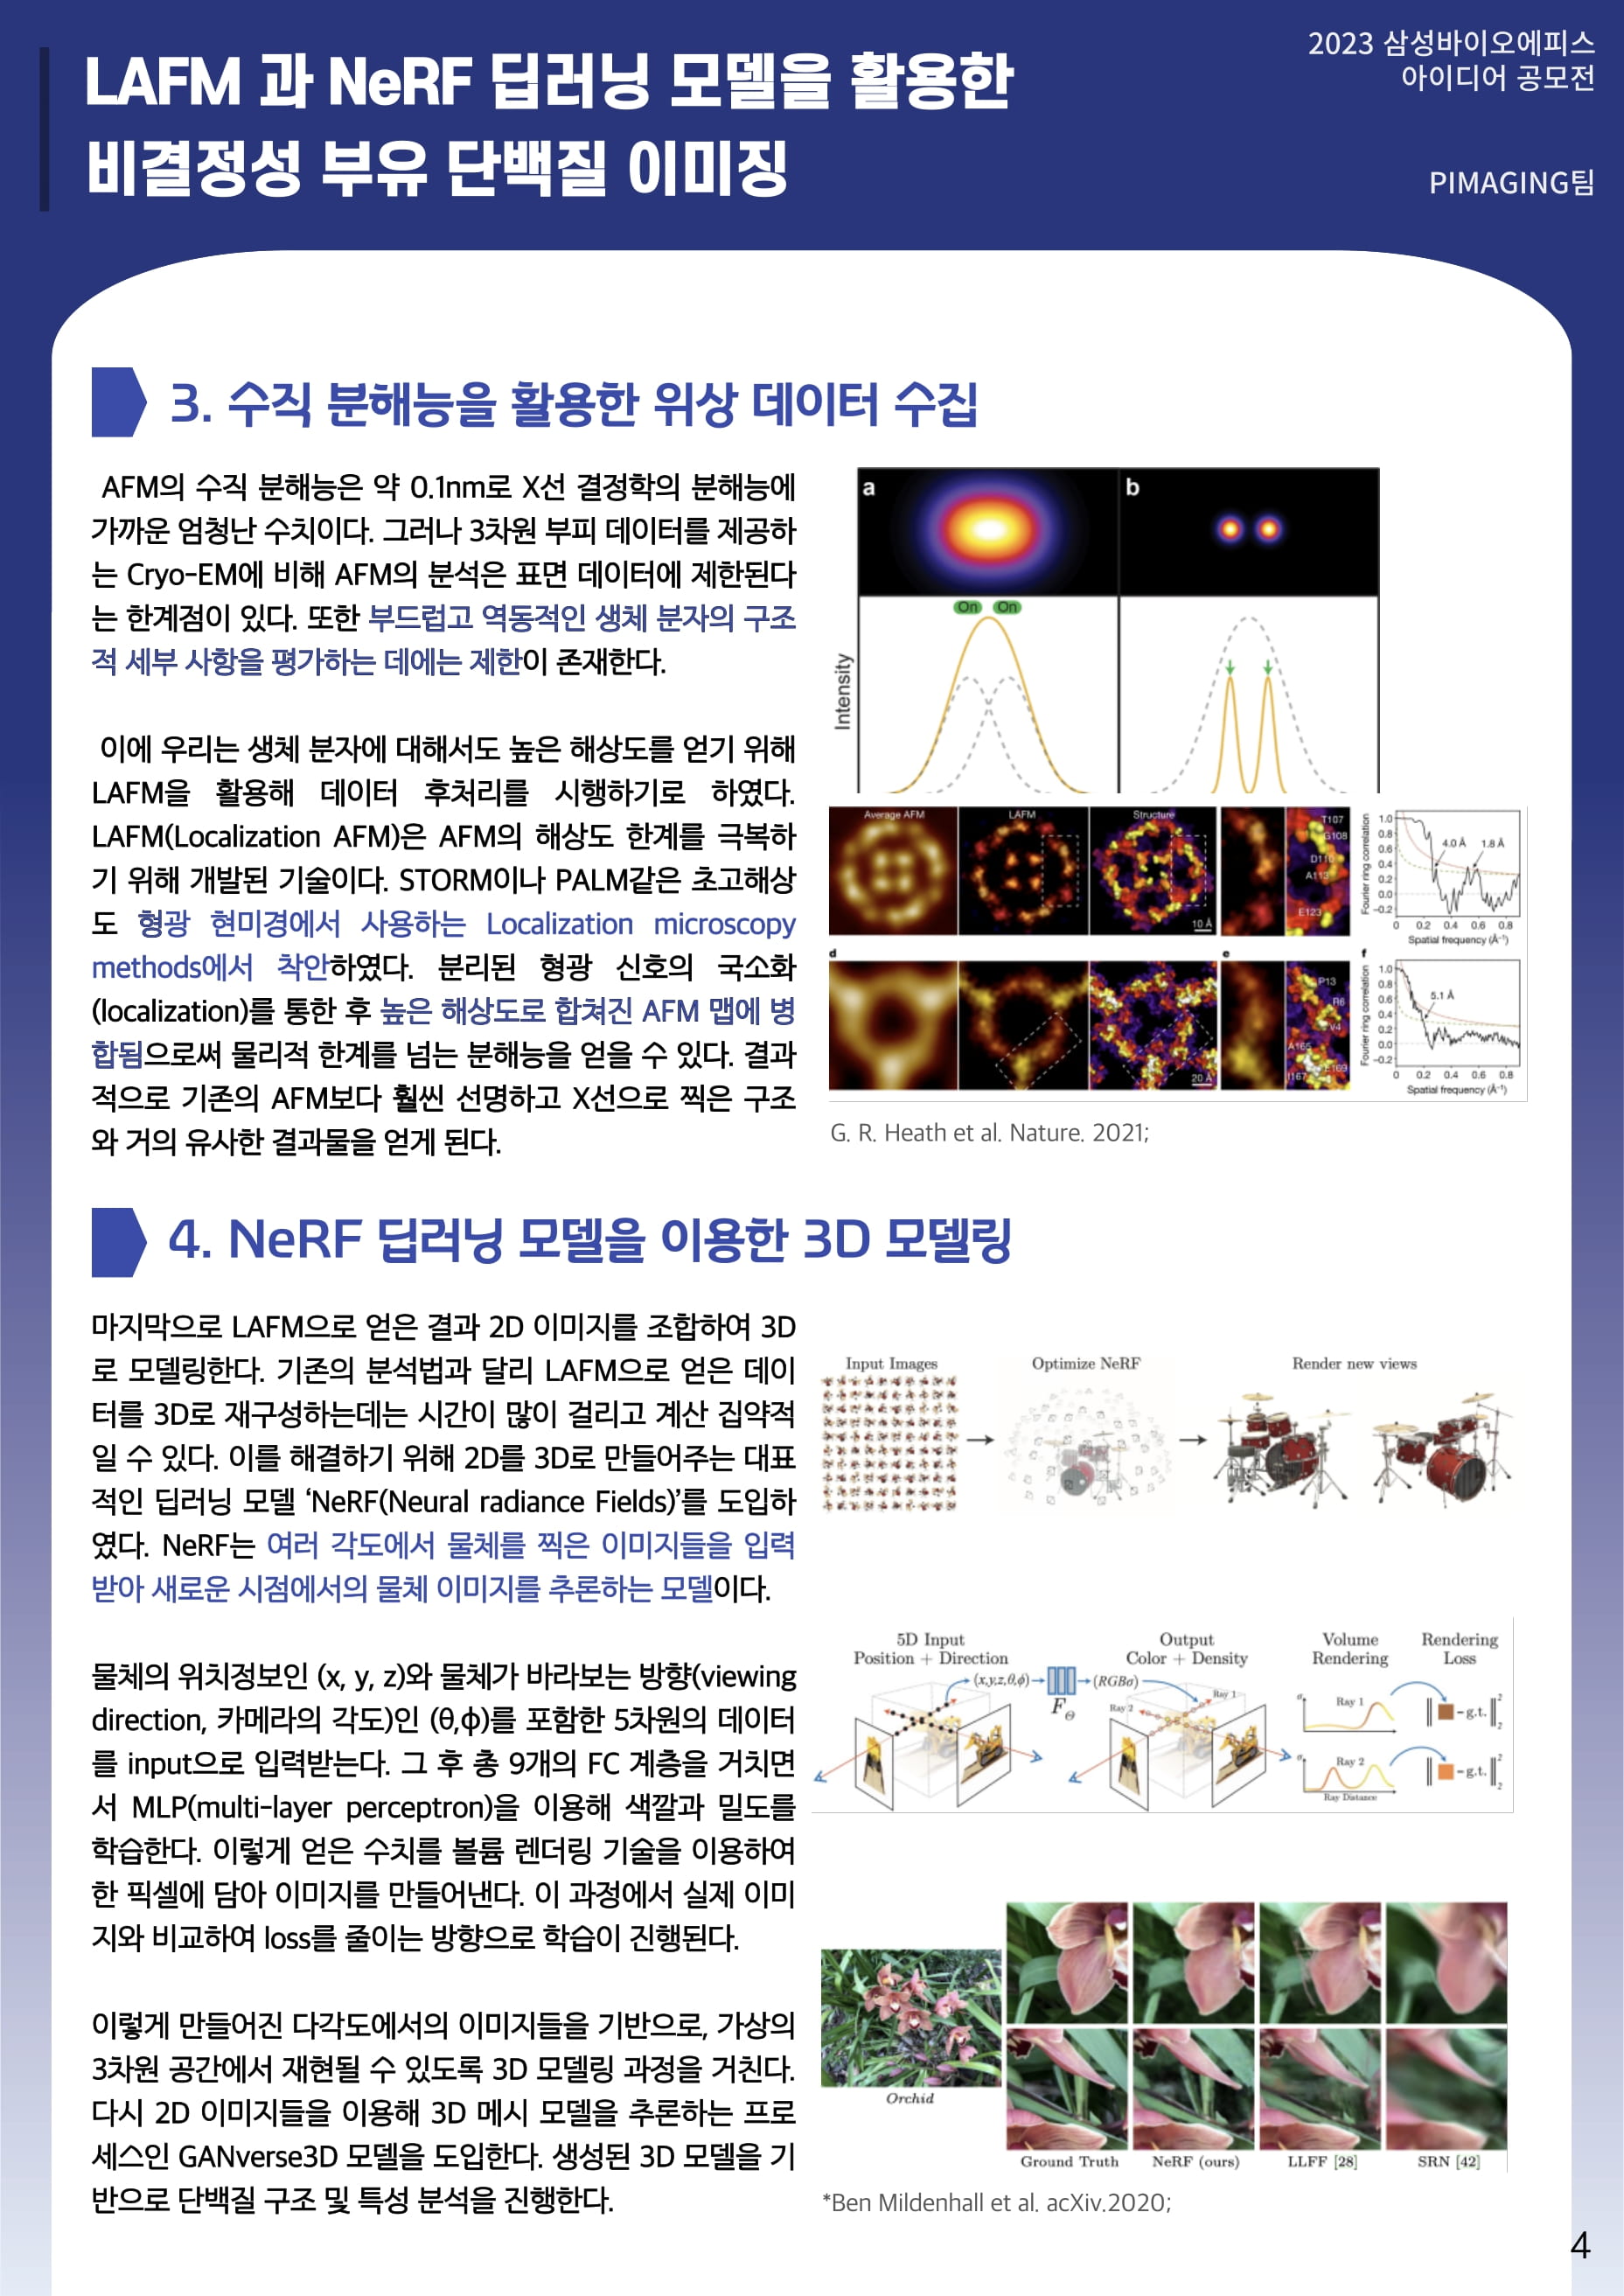 LAFM 과 NeRF 딥러닝 모델을 활용한
비결정성 부유 단백질 이미징
2023 삼성바이오에피스
아이디어 공모전
PIMAGING팀
3. 수직 분해능을 활용한 위상 데이터 수집
AFM의 수직 분해능은 약 0.1nm로 X선 결정학의 분해능에
가까운 엄청난 수치이다. 그러나 3차원 부피 데이터를 제공하
는 Cryo-EM에 비해 AFM의 분석은 표면 데이터에 제한된다
는 한계점이 있다. 또한 부드럽고 역동적인 생체 분자의 구조
적 세부 사항을 평가하는 데에는 제한이 존재한다.
이에 우리는 생체 분자에 대해서도 높은 해상도를 얻기 위해
LAFM을 활용해 데이터 후처리를 시행하기로 하였다.
LAFM(Localization AFM)은 AFM의 해상도 한계를 극복하
기 위해 개발된 기술이다. STORM이나 PALM같은 초고해상
도 형광 현미경에서 사용하는 Localization microscopy
methods에서 착안하였다. 분리된 형광 신호의 국소화
(localization)를 통한 후 높은 해상도로 합쳐진 AFM 맵에 병
합됨으로써 물리적 한계를 넘는 분해능을 얻을 수 있다. 결과
적으로 기존의 AFM보다 훨씬 선명하고 X선으로 찍은 구조
와 거의 유사한 결과물을 얻게 된다.
a
b
On On
Intensity
Average AFM
LAFM
Structure
10 Å
T107
G108
D110
A113
E123
Fourier ring correlation
1.0
0.8
0.6
0.4
0.2
0.0
-0.2
4.0 Å
1.8 Å
0 0.2 0.4 0.6 0.8
Spatial frequency (Å⁻¹)
d
20 Å
e
P13
R6
V4
A165
L169
I167
f
Fourier ring correlation
1.0
0.8
0.6
0.4
0.2
0.0
-0.2
5.1 Å
0 0.2 0.4 0.6 0.8
Spatial frequency (Å⁻¹)
G. R. Heath et al. Nature. 2021;
4. NeRF 딥러닝 모델을 이용한 3D 모델링
마지막으로 LAFM으로 얻은 결과 2D 이미지를 조합하여 3D
로 모델링한다. 기존의 분석법과 달리 LAFM으로 얻은 데이
터를 3D로 재구성하는데는 시간이 많이 걸리고 계산 집약적
일 수 있다. 이를 해결하기 위해 2D를 3D로 만들어주는 대표
적인 딥러닝 모델 ‘NeRF(Neural radiance Fields)’를 도입하
였다. NeRF는 여러 각도에서 물체를 찍은 이미지들을 입력
받아 새로운 시점에서의 물체 이미지를 추론하는 모델이다.
물체의 위치정보인 (x, y, z)와 물체가 바라보는 방향(viewing
direction, 카메라의 각도)인 (θ,ϕ)를 포함한 5차원의 데이터
를 input으로 입력받는다. 그 후 총 9개의 FC 계층을 거치면
서 MLP(multi-layer perceptron)을 이용해 색깔과 밀도를
학습한다. 이렇게 얻은 수치를 볼륨 렌더링 기술을 이용하여
한 픽셀에 담아 이미지를 만들어낸다. 이 과정에서 실제 이미
지와 비교하여 loss를 줄이는 방향으로 학습이 진행된다.
이렇게 만들어진 다각도에서의 이미지들을 기반으로, 가상의
3차원 공간에서 재현될 수 있도록 3D 모델링 과정을 거친다.
다시 2D 이미지들을 이용해 3D 메시 모델을 추론하는 프로
세스인 GANverse3D 모델을 도입한다. 생성된 3D 모델을 기
반으로 단백질 구조 및 특성 분석을 진행한다.
Input Images
Optimize NeRF
Render new views
5D Input
Position + Direction
Output
Color + Density
Volume
Rendering
Rendering
Loss
(x,y,z,θ,ϕ)
F_Θ
(RGBσ)
Ray 1
Ray 2
σ
Ray 1
- g.t.
σ
Ray 2
Ray Distance
- g.t.
Orchid
Ground Truth
NeRF (ours)
LLFF [28]
SRN [42]
*Ben Mildenhall et al. acXiv.2020;
4